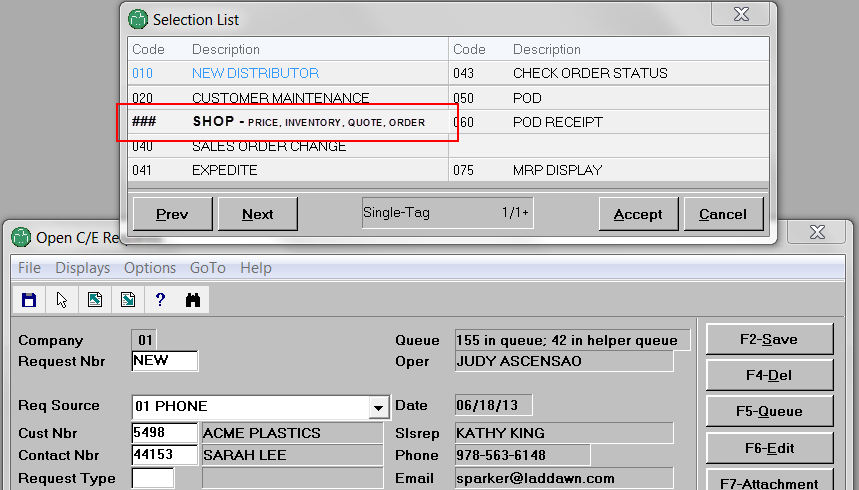 Selection List
Code Description Code Description
010 NEW DISTRIBUTOR 043 CHECK ORDER STATUS
020 CUSTOMER MAINTENANCE 050 POD
### SHOP - PRICE, INVENTORY, QUOTE, ORDER 060 POD RECEIPT
040 SALES ORDER CHANGE
041 EXPEDITE 075 MRP DISPLAY
Prev Next Single-Tag 1/1+ Accept Cancel
Open C/E Re
File Displays Options GoTo Help
Company 01 Queue 155 in queue; 42 in helper queue F2-Save
Request Nbr NEW Oper JUDY ASCENSAO
F4-Del
Req Source 01 PHONE Date 06/18/13 F5-Queue
Cust Nbr 5498 ACME PLASTICS Slsrep KATHY KING
Contact Nbr 44153 SARAH LEE Phone 978-563-6148 F6-Edit
Request Type Email sparker@laddawn.com F7-Attachment